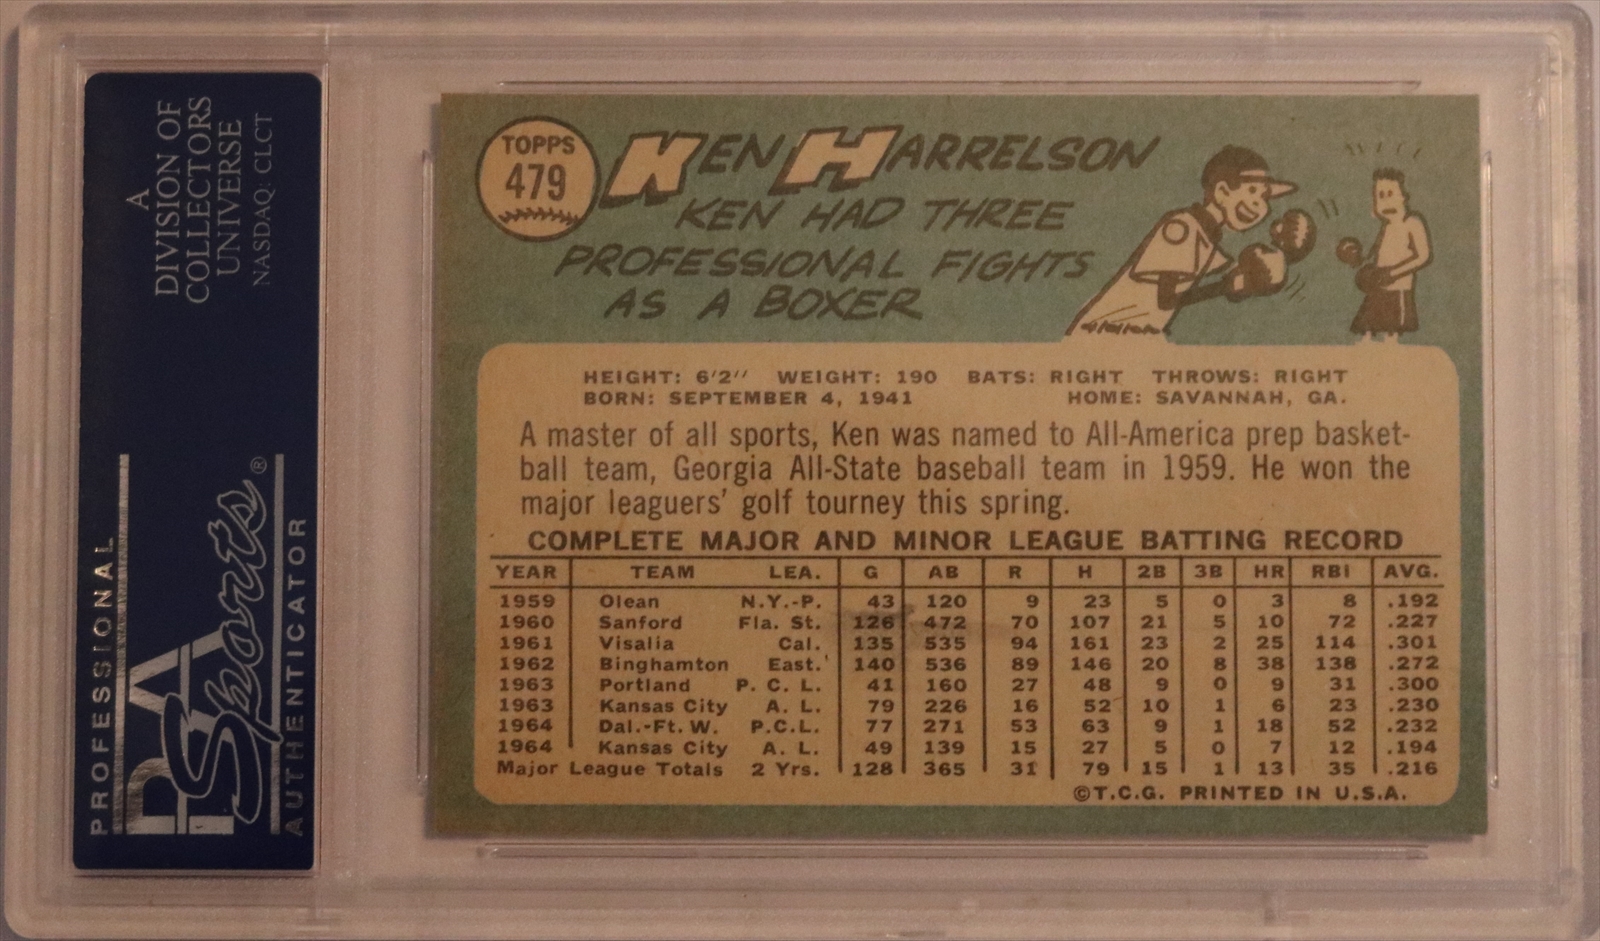 A
DIVISION OF
COLLECTORS
UNIVERSE
NASDAQ: CLCT
PROFESSIONAL
PSA
Sports®
AUTHENTICATOR
TOPPS
479
KEN HARRELSON
KEN HAD THREE
PROFESSIONAL FIGHTS
AS A BOXER
HEIGHT: 6'2" WEIGHT: 190 BATS: RIGHT THROWS: RIGHT
BORN: SEPTEMBER 4, 1941 HOME: SAVANNAH, GA.
A master of all sports, Ken was named to All-America prep basket-
ball team, Georgia All-State baseball team in 1959. He won the
major leaguers' golf tourney this spring.
COMPLETE MAJOR AND MINOR LEAGUE BATTING RECORD
YEAR TEAM LEA. G AB R H 2B 3B HR RBI AVG.
1959 Olean N.Y.-P. 43 120 9 23 5 0 3 8 .192
1960 Sanford Fla. St. 126 472 70 107 21 5 10 72 .227
1961 Visalia Cal. 135 535 94 161 23 2 25 114 .301
1962 Binghamton East. 140 536 89 146 20 8 38 138 .272
1963 Portland P. C. L. 41 160 27 48 9 0 9 31 .300
1963 Kansas City A. L. 79 226 16 52 10 1 6 23 .230
1964 Dal.-Ft. W. P.C.L. 77 271 53 63 9 1 18 52 .232
1964 Kansas City A. L. 49 139 15 27 5 0 7 12 .194
Major League Totals 2 Yrs. 128 365 31 79 15 1 13 35 .216
©T.C.G. PRINTED IN U.S.A.